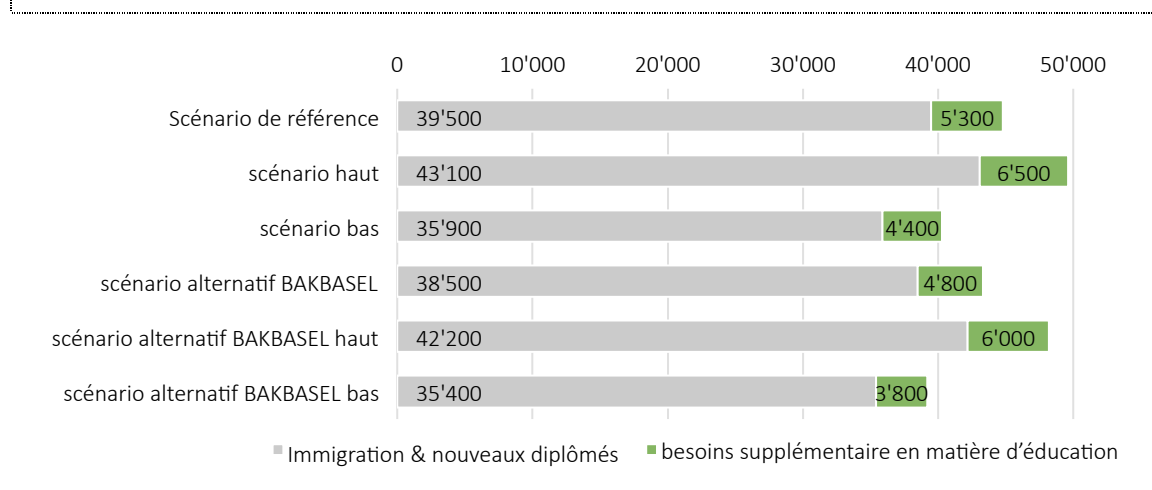 0 10'000 20'000 30'000 40'000 50'000
Scénario de référence 39'500 5'300
scénario haut 43'100 6'500
scénario bas 35'900 4'400
scénario alternatif BAKBASEL 38'500 4'800
scénario alternatif BAKBASEL haut 42'200 6'000
scénario alternatif BAKBASEL bas 35'400 3'800
Immigration & nouveaux diplômés besoins supplémentaire en matière d’éducation